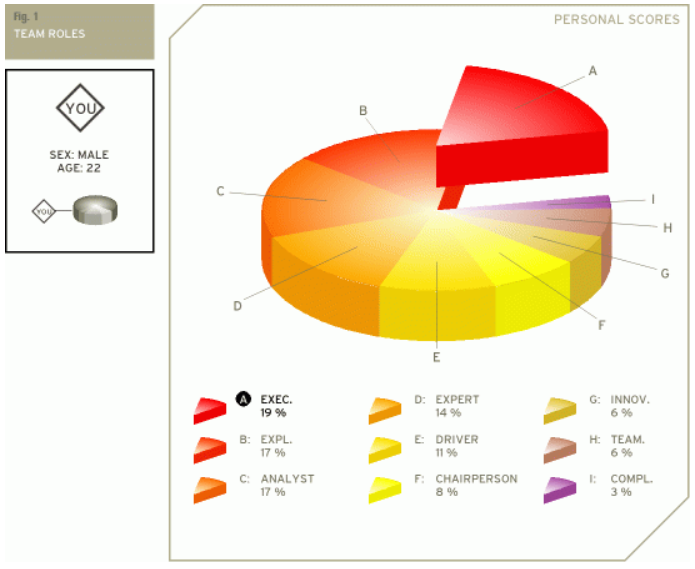 Fig. 1
TEAM ROLES
PERSONAL SCORES
YOU
SEX: MALE
AGE: 22
YOU
A
B
C
I
H
G
D
F
E
A EXEC.
19 %
B: EXPL.
17 %
C: ANALYST
17 %
D: EXPERT
14 %
E: DRIVER
11 %
F: CHAIRPERSON
8 %
G: INNOV.
6 %
H: TEAM.
6 %
I: COMPL.
3 %